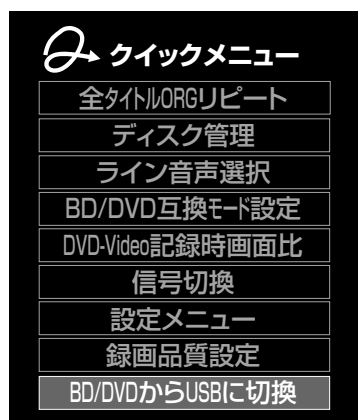 クイックメニュー
全タイトルORGリピート
ディスク管理
ライン音声選択
BD/DVD互換モード設定
DVD-Video記録時画面比
信号切換
設定メニュー
録画品質設定
BD/DVDからUSBに切換